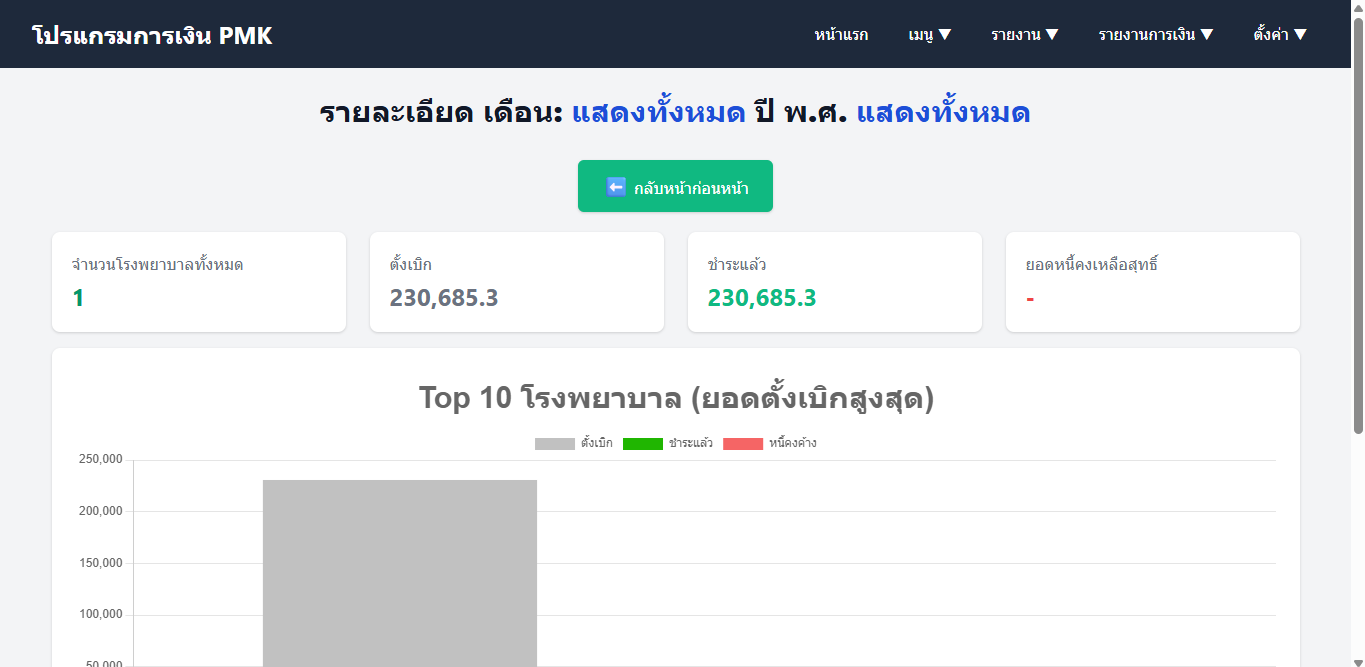 โปรแกรมการเงิน PMK
หน้าแรก เมนู ▼ รายงาน ▼ รายงานการเงิน ▼ ตั้งค่า ▼
รายละเอียด เดือน: แสดงทั้งหมด ปี พ.ศ. แสดงทั้งหมด
⬅️ กลับหน้าก่อนหน้า
จำนวนโรงพยาบาลทั้งหมด
1
ตั้งเบิก
230,685.3
ชำระแล้ว
230,685.3
ยอดหนี้คงเหลือสุทธิ์
-
Top 10 โรงพยาบาล (ยอดตั้งเบิกสูงสุด)
ตั้งเบิก ชำระแล้ว หนี้คงค้าง
250,000
200,000
150,000
100,000
50,000